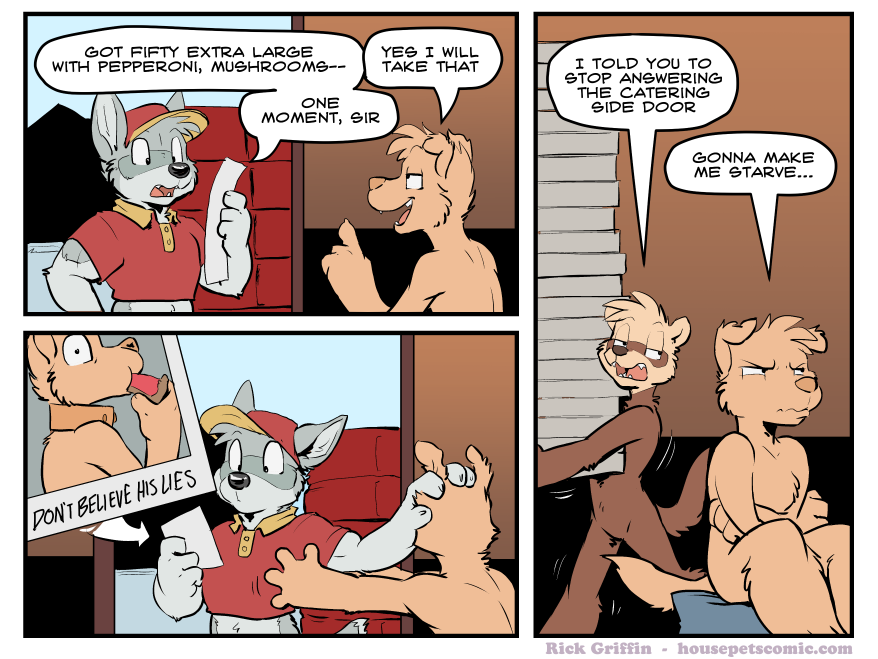 GOT FIFTY EXTRA LARGE
WITH PEPPERONI, MUSHROOMS--
YES I WILL
TAKE THAT
ONE
MOMENT, SIR
DON'T BELIEVE HIS LIES
I TOLD YOU TO
STOP ANSWERING
THE CATERING
SIDE DOOR
GONNA MAKE
ME STARVE...
Rick Griffin - housepetscomic.com